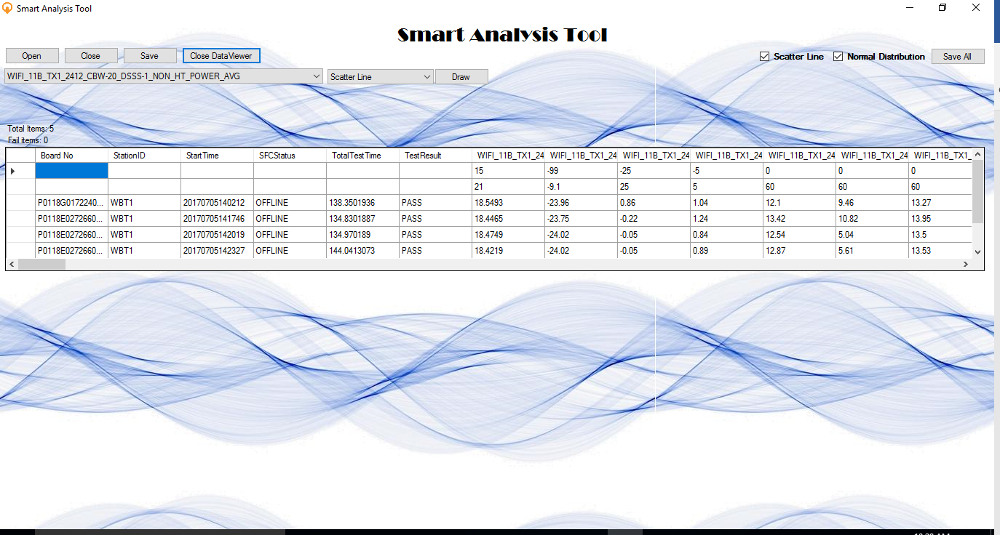 Smart Analysis Tool
Smart Analysis Tool
Open Close Save Close DataViewer Scatter Line Normal Distribution Save All
WIFI_11B_TX1_2412_CBW-20_DSSS-1_NON_HT_POWER_AVG Scatter Line Draw
Total Items: 5
Fail items: 0
Board No StationID StartTime SFCStatus TotalTestTime TestResult WIFI_11B_TX1_24 WIFI_11B_TX1_24 WIFI_11B_TX1_24 WIFI_11B_TX1_24 WIFI_11B_TX1_24 WIFI_11B_TX1_24 WIFI_11B_TX1_
15 -99 -25 -5 0 0 0
21 -9.1 25 5 60 60 60
P0118G0172240... WBT1 20170705140212 OFFLINE 138.3501936 PASS 18.5493 -23.96 0.86 1.04 12.1 9.46 13.27
P0118E0272660... WBT1 20170705141746 OFFLINE 134.8301887 PASS 18.4465 -23.75 -0.22 1.24 13.42 10.82 13.95
P0118E0272660... WBT1 20170705142019 OFFLINE 134.970189 PASS 18.4749 -24.02 -0.05 0.84 12.54 5.04 13.5
P0118E0272660... WBT1 20170705142327 OFFLINE 144.0413073 PASS 18.4219 -24.02 -0.05 0.89 12.87 5.61 13.53